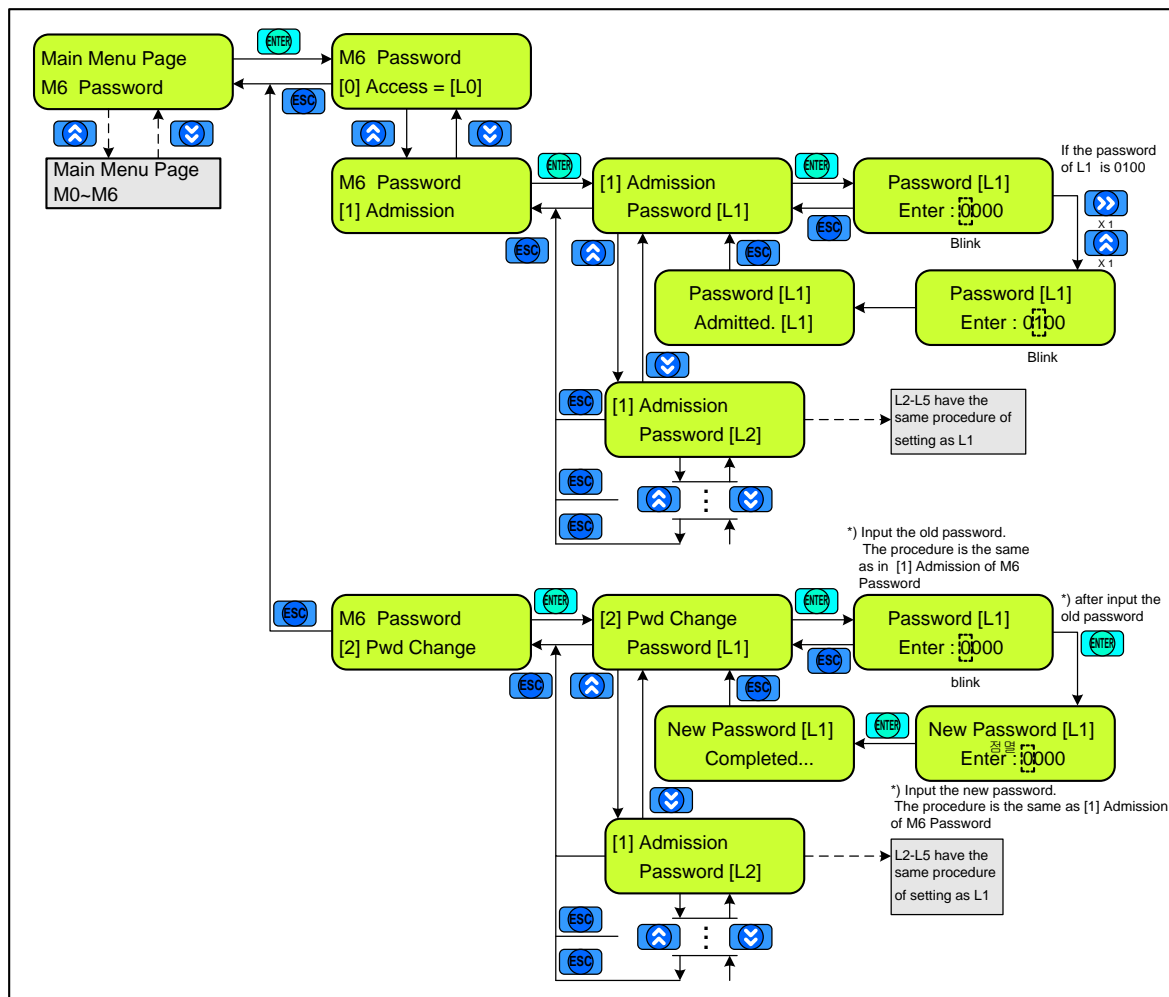 Main Menu Page
M6 Password
ENTER
ESC
M6 Password
[0] Access = [L0]
Main Menu Page
M0~M6
M6 Password
[1] Admission
ENTER
ESC
[1] Admission
Password [L1]
ENTER
ESC
Password [L1]
Enter : 0000
Blink
If the password
of L1 is 0100
X 1
X 1
Password [L1]
Enter : 0100
Blink
Password [L1]
Admitted. [L1]
ESC
[1] Admission
Password [L2]
ESC
L2-L5 have the
same procedure of
setting as L1
ESC
ESC
*) Input the old password.
The procedure is the same
as in [1] Admission of M6
Password
ESC
M6 Password
[2] Pwd Change
ENTER
ESC
[2] Pwd Change
Password [L1]
ENTER
ESC
Password [L1]
Enter : 0000
blink
*) after input the
old password
ENTER
New Password [L1]
점멸
Enter : 0000
ENTER
New Password [L1]
Completed...
ESC
*) Input the new password.
The procedure is the same as [1] Admission
of M6 Password
[1] Admission
Password [L2]
L2-L5 have the
same procedure
of setting as L1
ESC
ESC